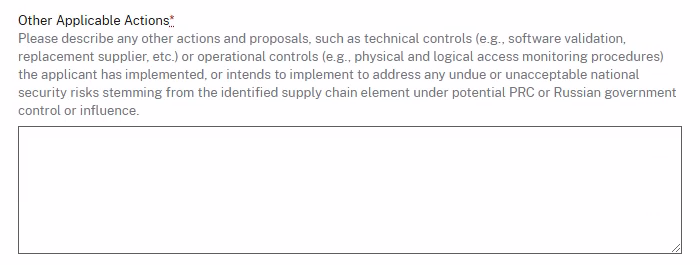 Other Applicable Actions*
Please describe any other actions and proposals, such as technical controls (e.g., software validation,
replacement supplier, etc.) or operational controls (e.g., physical and logical access monitoring procedures)
the applicant has implemented, or intends to implement to address any undue or unacceptable national
security risks stemming from the identified supply chain element under potential PRC or Russian government
control or influence.